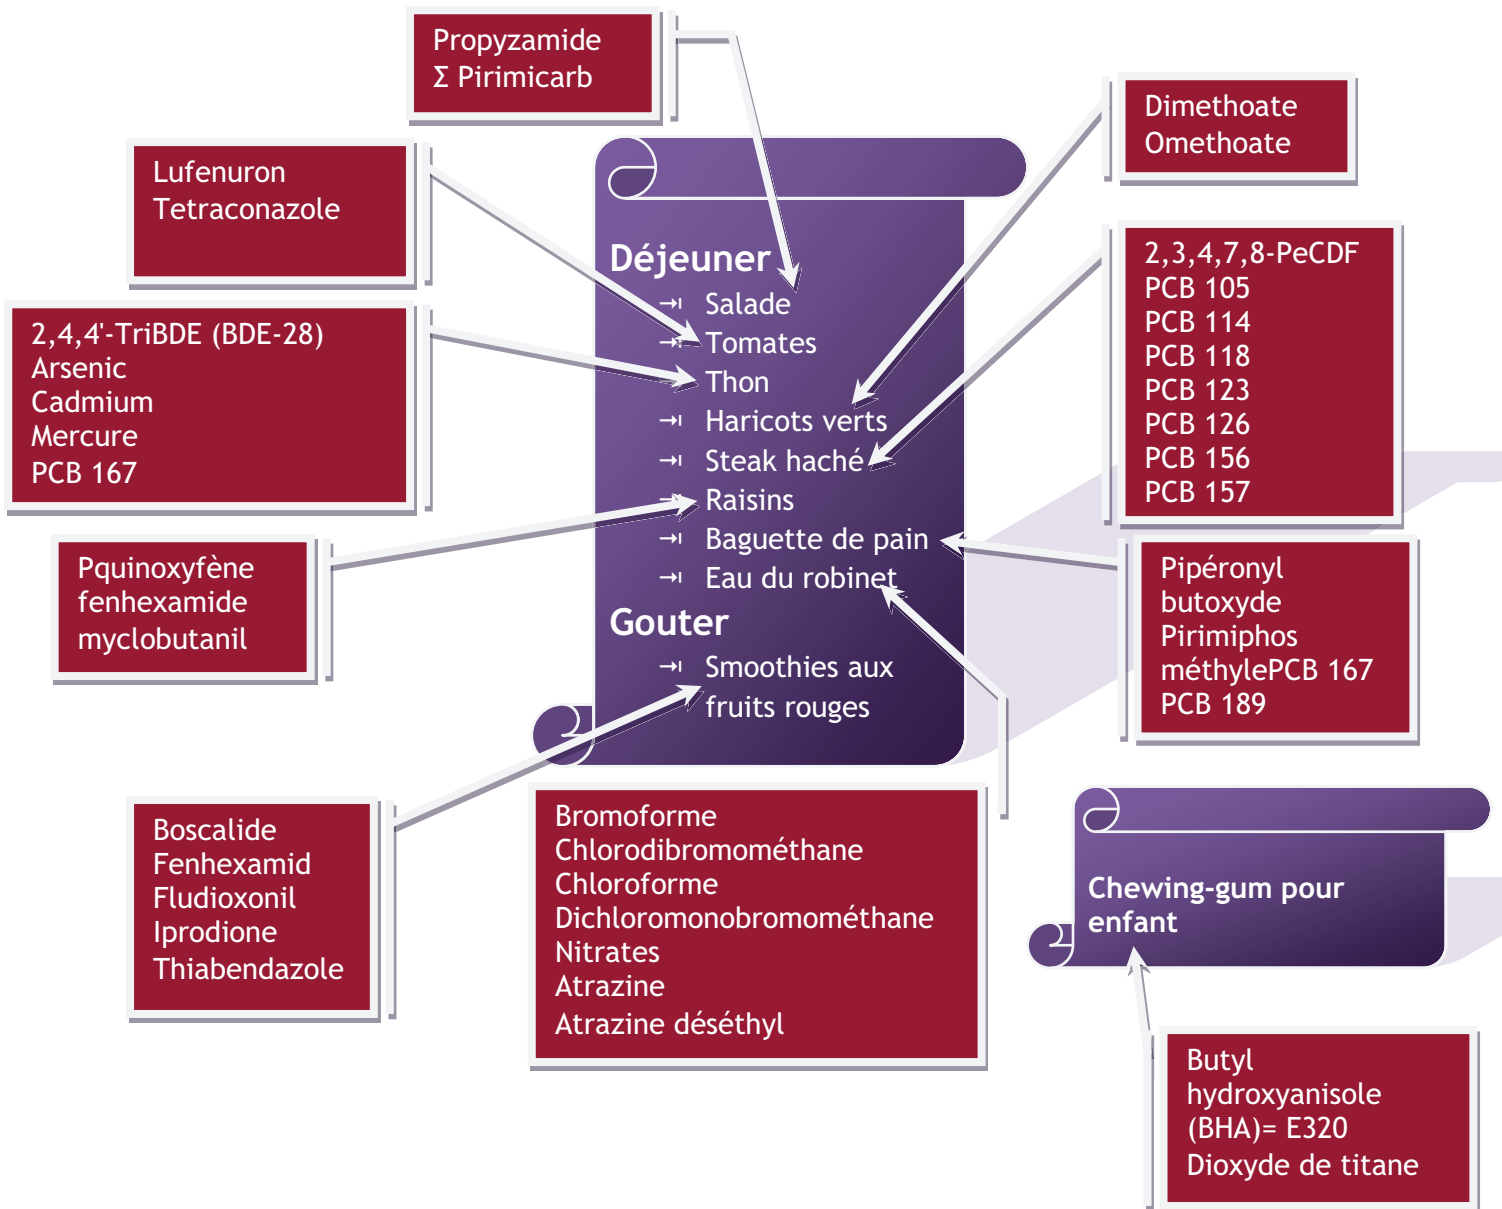 Propyzamide
Σ Pirimicarb
Dimethoate
Omethoate
Lufenuron
Tetraconazole
2,4,4'-TriBDE (BDE-28)
Arsenic
Cadmium
Mercure
PCB 167
2,3,4,7,8-PeCDF
PCB 105
PCB 114
PCB 118
PCB 123
PCB 126
PCB 156
PCB 157
Déjeuner
Salade
Tomates
Thon
Haricots verts
Steak haché
Raisins
Baguette de pain
Eau du robinet
Gouter
Smoothies aux
fruits rouges
Pquinoxyfène
fenhexamide
myclobutanil
Pipéronyl
butoxyde
Pirimiphos
méthylePCB 167
PCB 189
Boscalide
Fenhexamid
Fludioxonil
Iprodione
Thiabendazole
Bromoforme
Chlorodibromométhane
Chloroforme
Dichloromonobromométhane
Nitrates
Atrazine
Atrazine déséthyl
Chewing-gum pour
enfant
Butyl
hydroxyanisole
(BHA)= E320
Dioxyde de titane